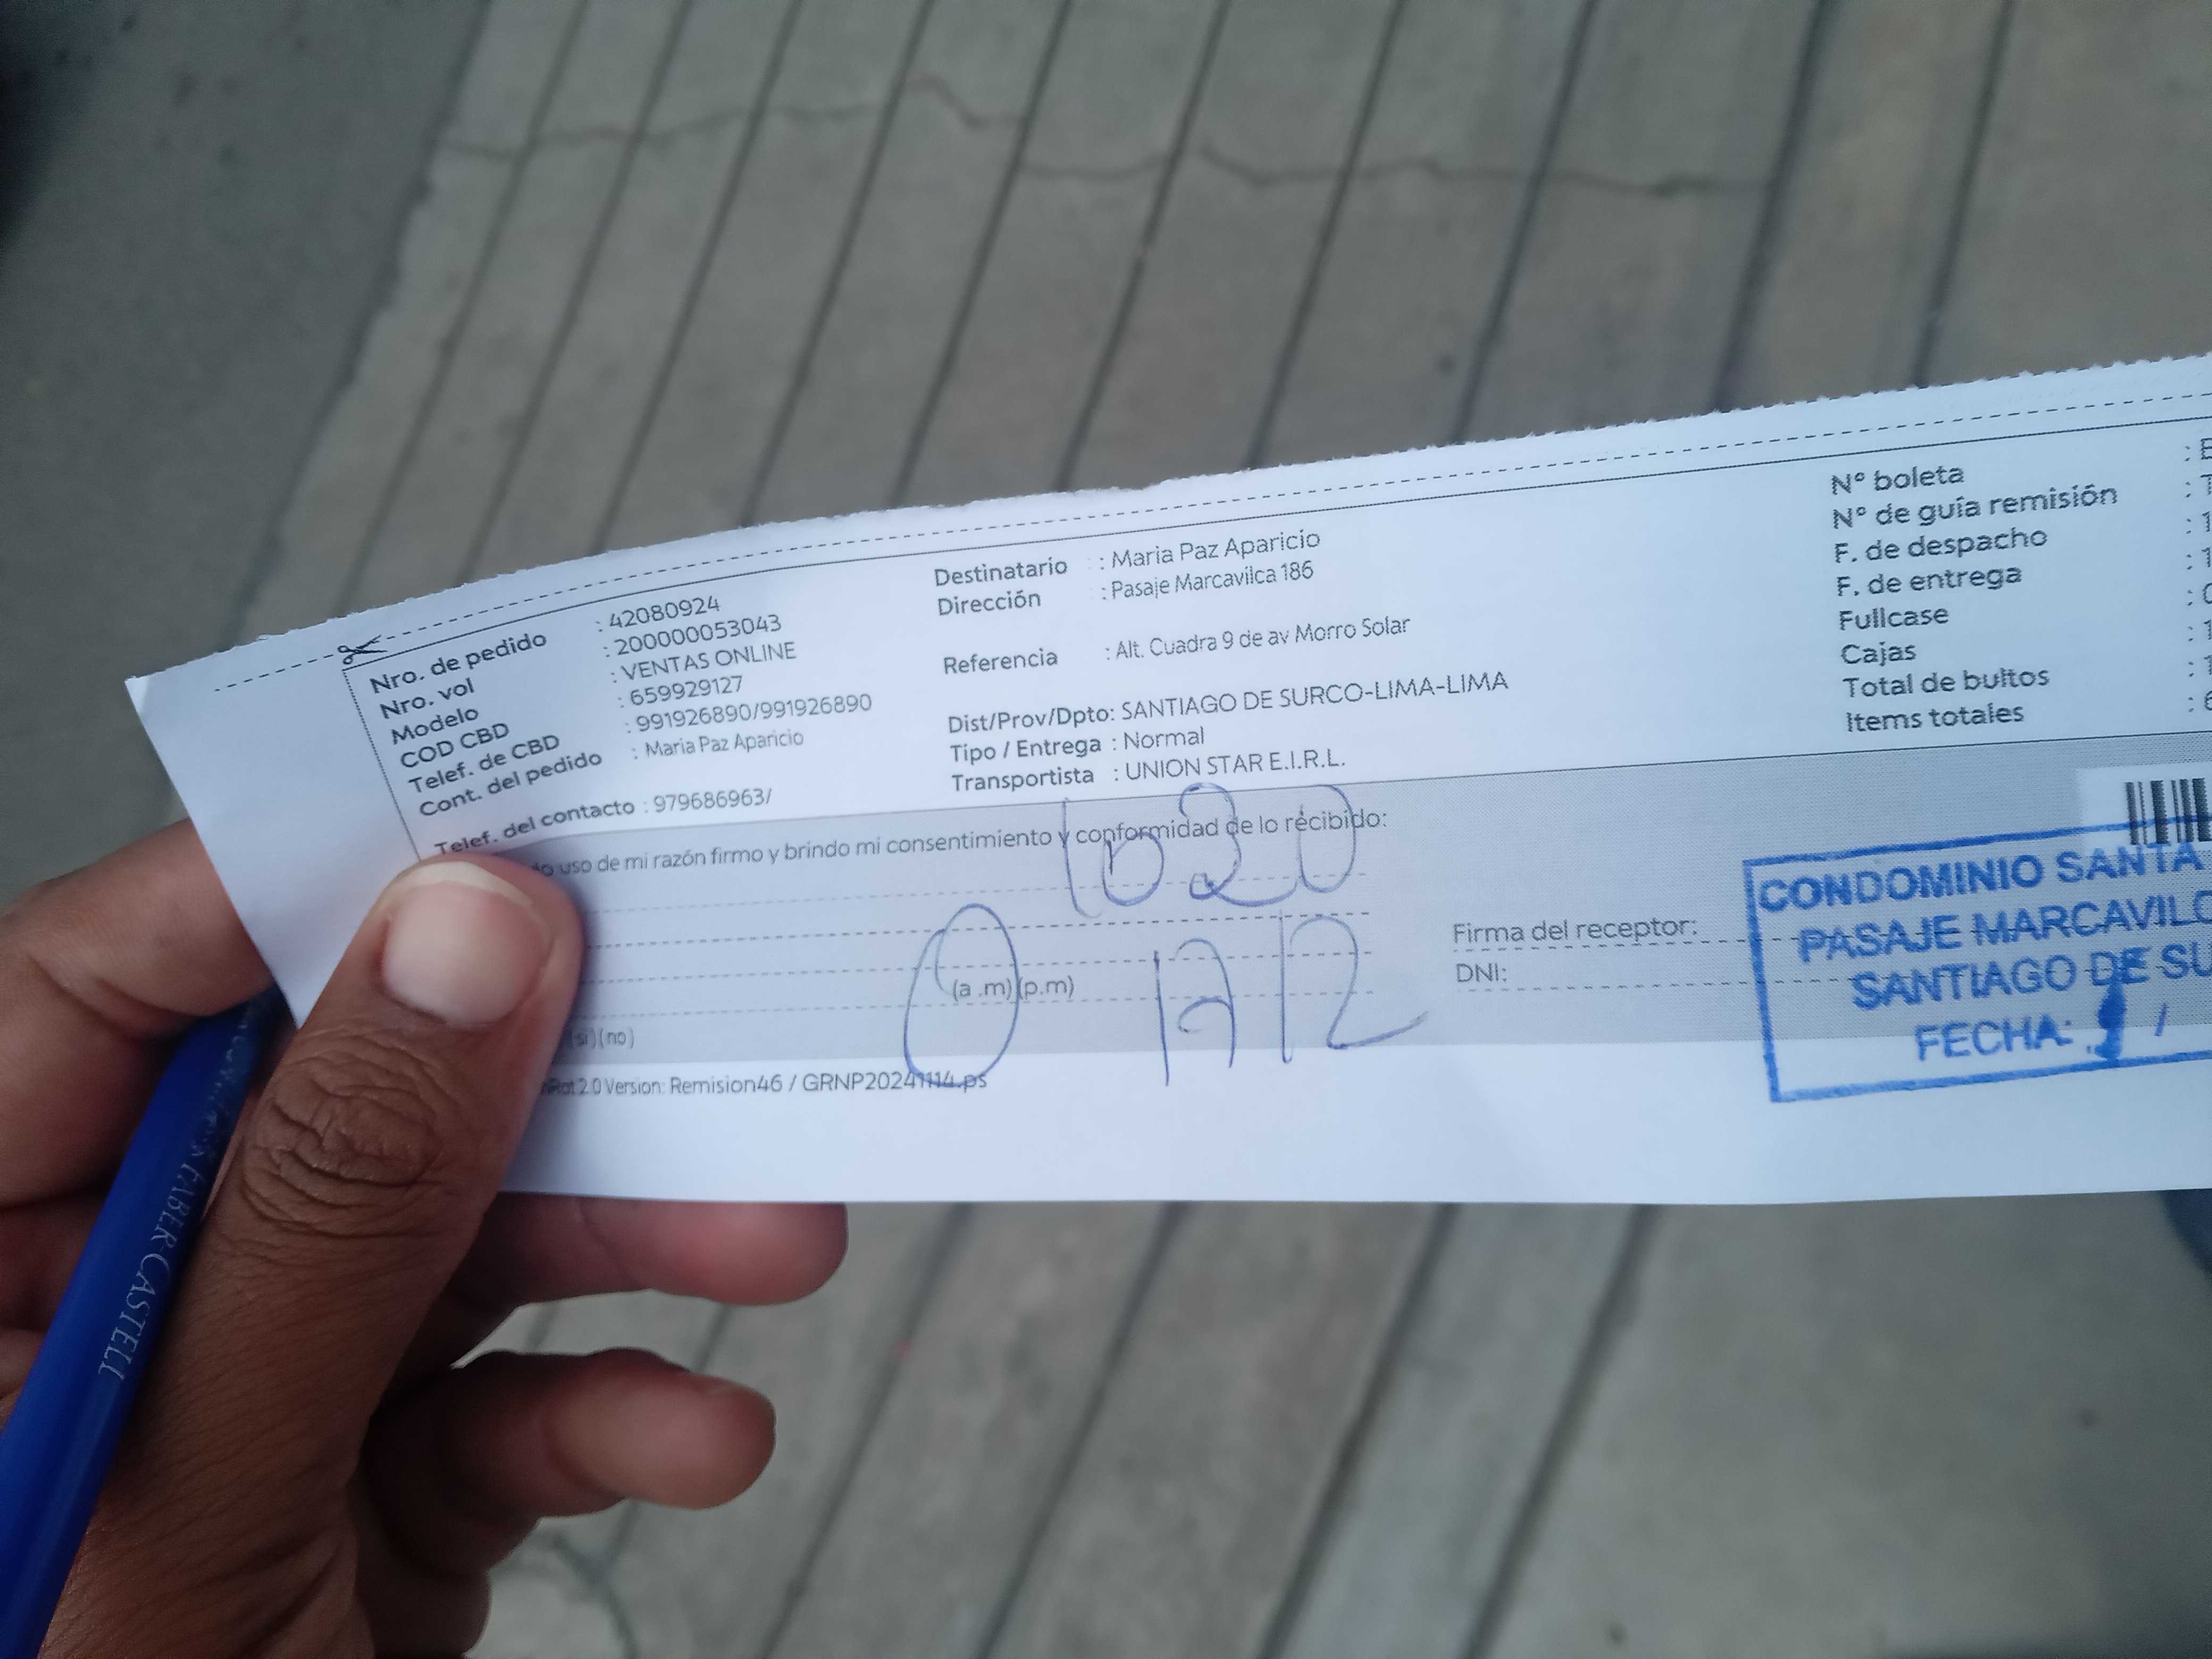 Nro. de pedido : 42080924
Nro. vol : 200000053043
Modelo : VENTAS ONLINE
COD CBD : 659929127
Telef. de CBD : 991926890/991926890
Cont. del pedido : Maria Paz Aparicio
Telef. del contacto : 979686963/
Destinatario : Maria Paz Aparicio
Dirección : Pasaje Marcavilca 186
Referencia : Alt. Cuadra 9 de av Morro Solar
Dist/Prov/Dpto: SANTIAGO DE SURCO-LIMA-LIMA
Tipo / Entrega : Normal
Transportista : UNION STAR E.I.R.L.
N° boleta :
N° de guía remisión :
F. de despacho : 1
F. de entrega : 1
Fullcase :
Cajas : 1
Total de bultos : 1
Items totales :
uso de mi razón firmo y brindo mi consentimiento y conformidad de lo recibido:
(a .m)(p.m)
(si)(no)
2.0 Version: Remision46 / GRNP20241114.ps
Firma del receptor:
DNI:
CONDOMINIO SANTA
PASAJE MARCAVILC
SANTIAGO DE SU
FECHA: /
FABER-CASTELL